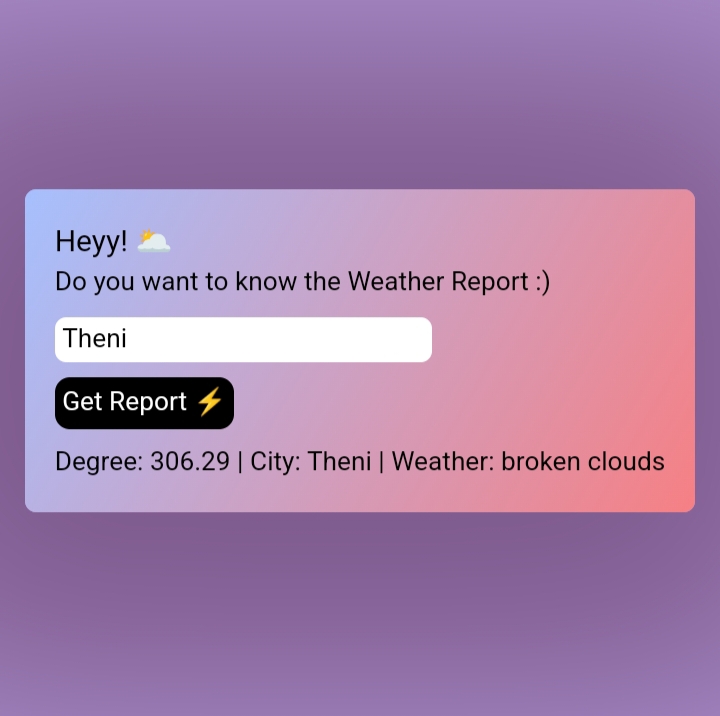 Heyy! 🌥️
Do you want to know the Weather Report :)
Theni
Get Report ⚡
Degree: 306.29 | City: Theni | Weather: broken clouds